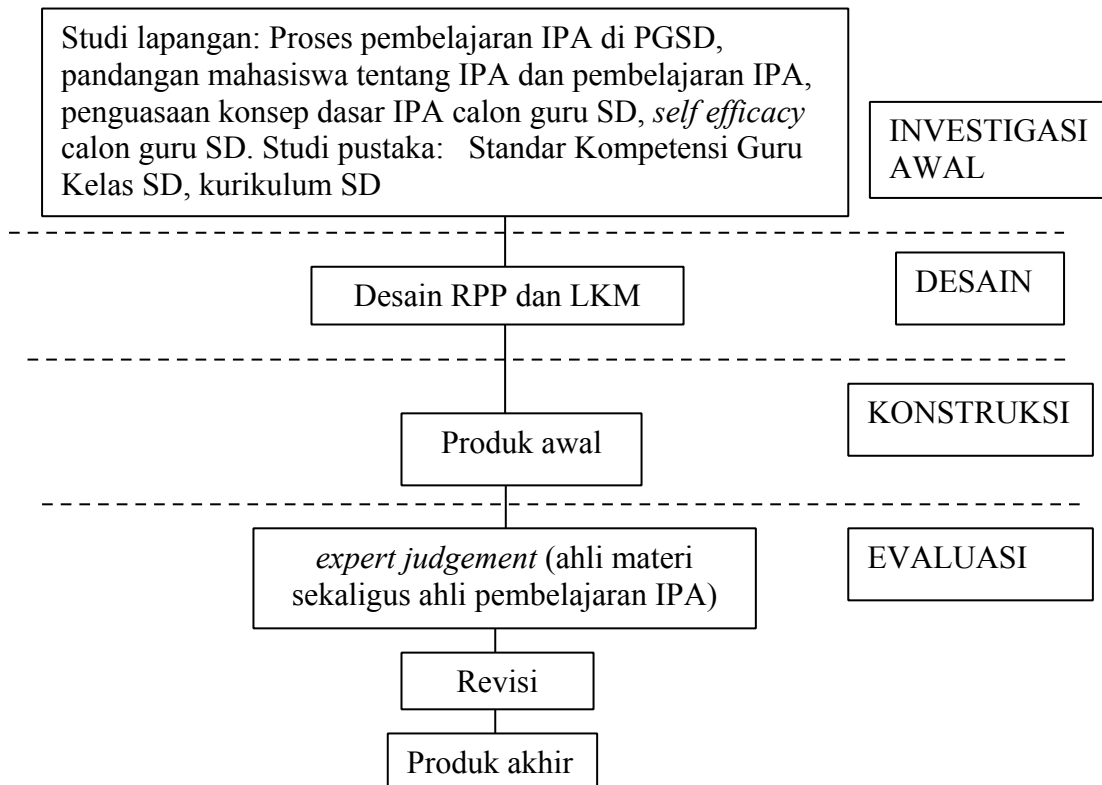 Studi lapangan: Proses pembelajaran IPA di PGSD,
pandangan mahasiswa tentang IPA dan pembelajaran IPA,
penguasaan konsep dasar IPA calon guru SD, self efficacy
calon guru SD. Studi pustaka: Standar Kompetensi Guru
Kelas SD, kurikulum SD
INVESTIGASI
AWAL
Desain RPP dan LKM
DESAIN
Produk awal
KONSTRUKSI
expert judgement (ahli materi
sekaligus ahli pembelajaran IPA)
EVALUASI
Revisi
Produk akhir